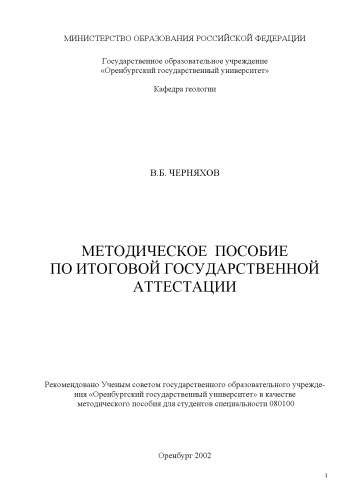 МИНИСТЕРСТВО ОБРАЗОВАНИЯ РОССИЙСКОЙ ФЕДЕРАЦИИ
Государственное образовательное учреждение
«Оренбургский государственный университет»
Кафедра геологии
В.Б. ЧЕРНЯХОВ
МЕТОДИЧЕСКОЕ ПОСОБИЕ
ПО ИТОГОВОЙ ГОСУДАРСТВЕННОЙ
АТТЕСТАЦИИ
Рекомендовано Ученым советом государственного образовательного учрежде-
ния «Оренбургский государственный университет» в качестве
методического пособия для студентов специальности 080100
Оренбург 2002
1